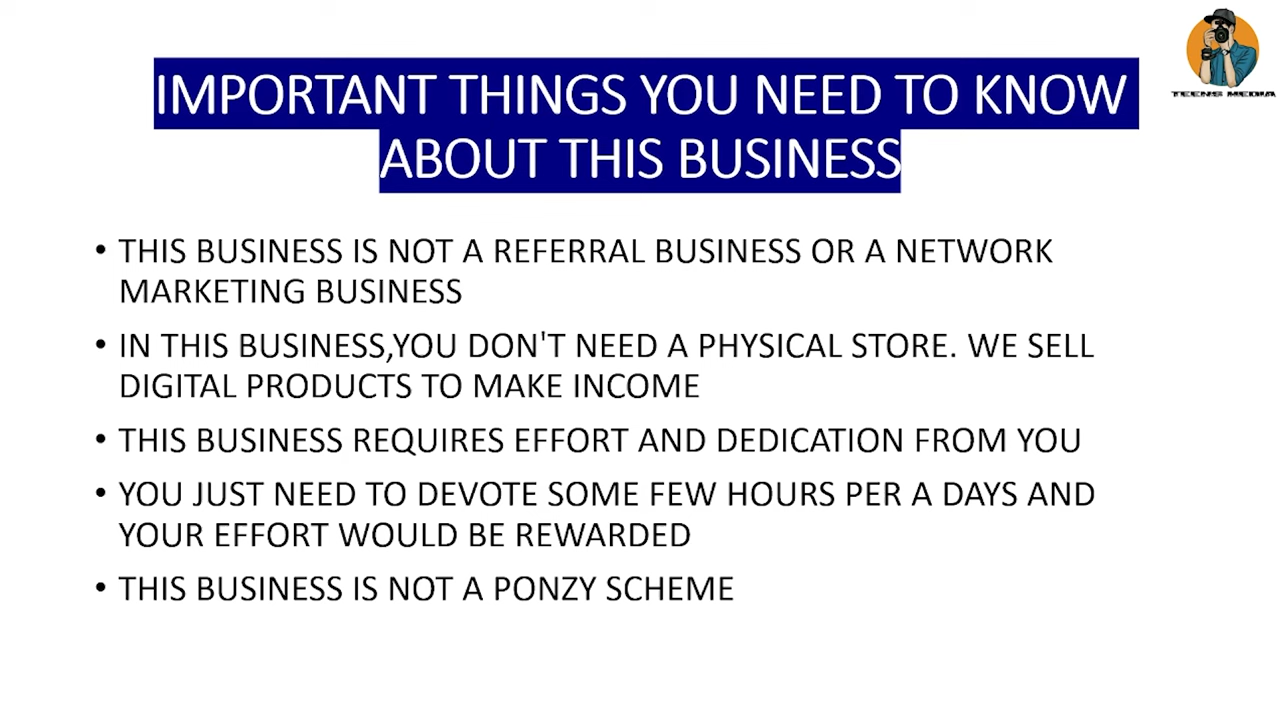 TEENS MEDIA
IMPORTANT THINGS YOU NEED TO KNOW
ABOUT THIS BUSINESS
• THIS BUSINESS IS NOT A REFERRAL BUSINESS OR A NETWORK
MARKETING BUSINESS
• IN THIS BUSINESS,YOU DON'T NEED A PHYSICAL STORE. WE SELL
DIGITAL PRODUCTS TO MAKE INCOME
• THIS BUSINESS REQUIRES EFFORT AND DEDICATION FROM YOU
• YOU JUST NEED TO DEVOTE SOME FEW HOURS PER A DAYS AND
YOUR EFFORT WOULD BE REWARDED
• THIS BUSINESS IS NOT A PONZY SCHEME